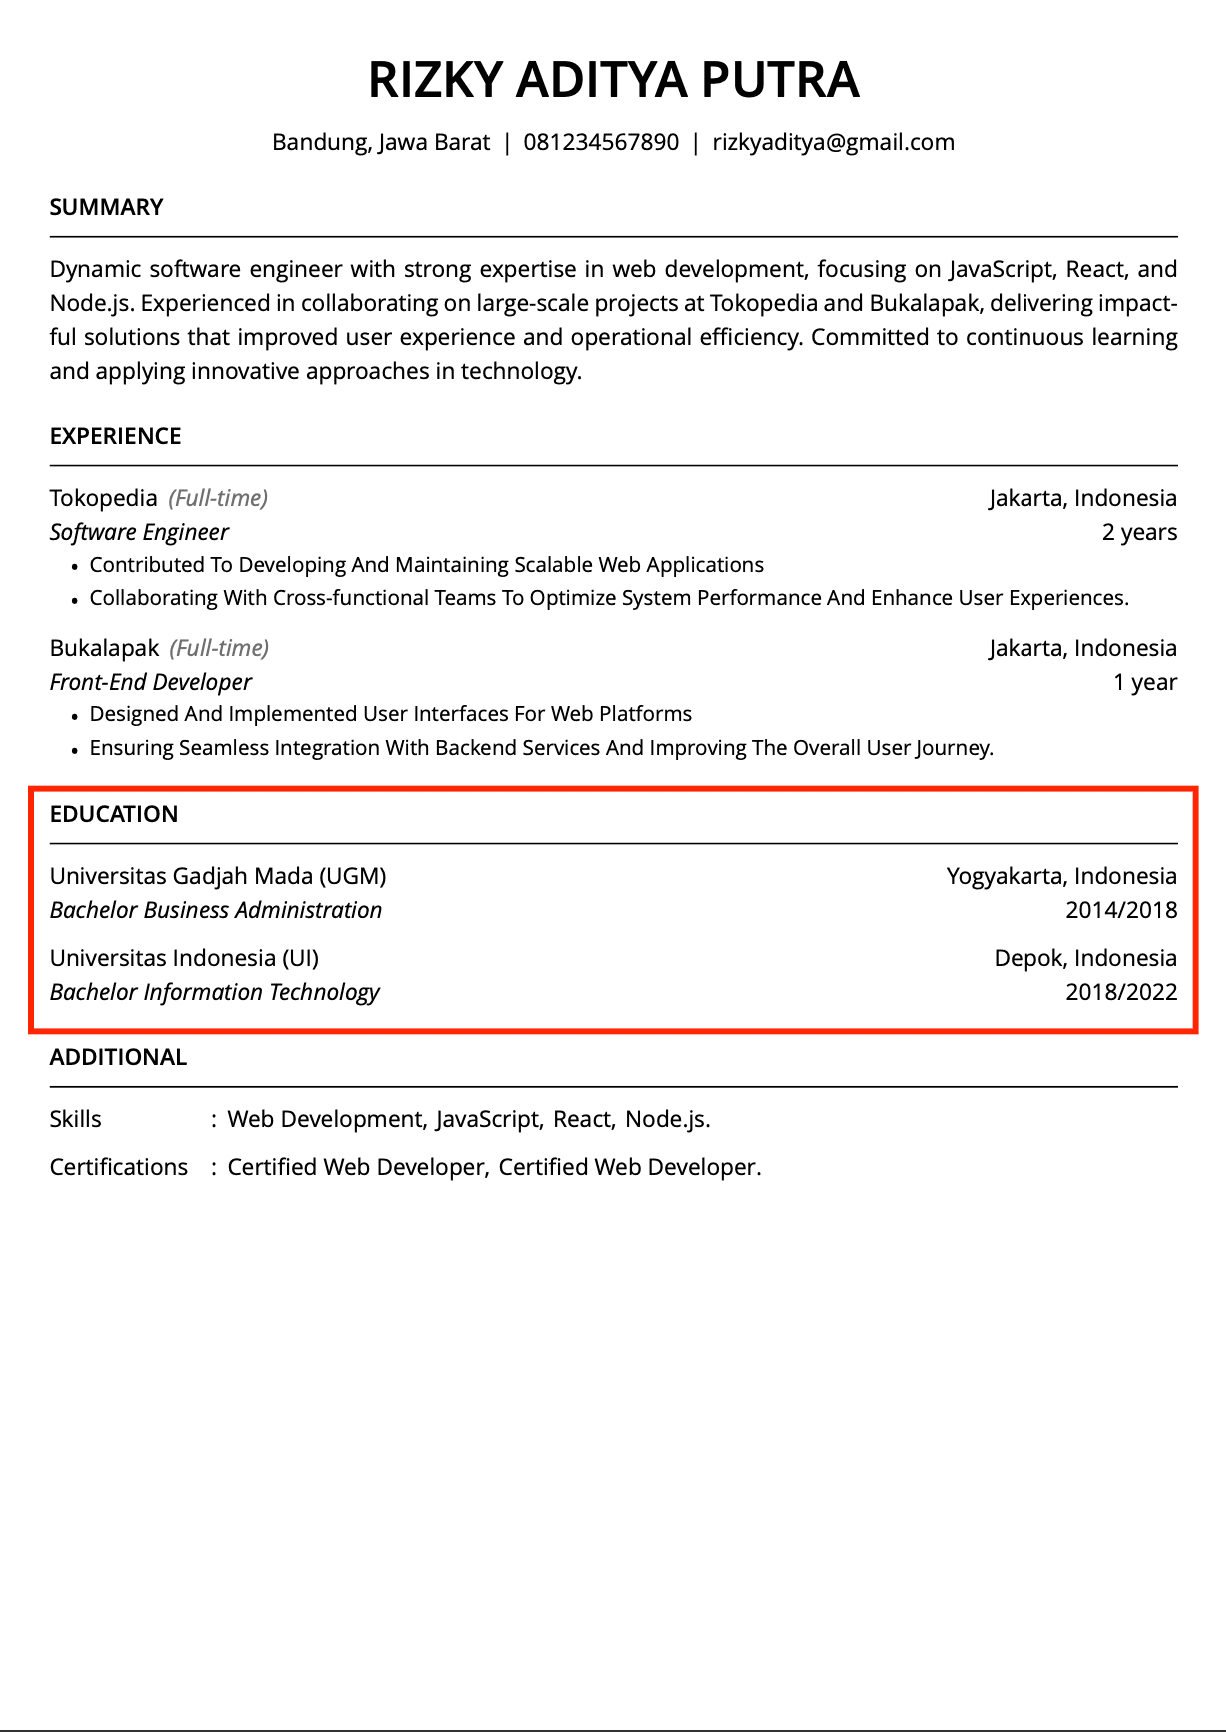 RIZKY ADITYA PUTRA
Bandung, Jawa Barat | 081234567890 | rizkyaditya@gmail.com
SUMMARY
Dynamic software engineer with strong expertise in web development, focusing on JavaScript, React, and
Node.js. Experienced in collaborating on large-scale projects at Tokopedia and Bukalapak, delivering impact-
ful solutions that improved user experience and operational efficiency. Committed to continuous learning
and applying innovative approaches in technology.
EXPERIENCE
Tokopedia (Full-time) Jakarta, Indonesia
Software Engineer 2 years
• Contributed To Developing And Maintaining Scalable Web Applications
• Collaborating With Cross-functional Teams To Optimize System Performance And Enhance User Experiences.
Bukalapak (Full-time) Jakarta, Indonesia
Front-End Developer 1 year
• Designed And Implemented User Interfaces For Web Platforms
• Ensuring Seamless Integration With Backend Services And Improving The Overall User Journey.
EDUCATION
Universitas Gadjah Mada (UGM) Yogyakarta, Indonesia
Bachelor Business Administration 2014/2018
Universitas Indonesia (UI) Depok, Indonesia
Bachelor Information Technology 2018/2022
ADDITIONAL
Skills : Web Development, JavaScript, React, Node.js.
Certifications : Certified Web Developer, Certified Web Developer.